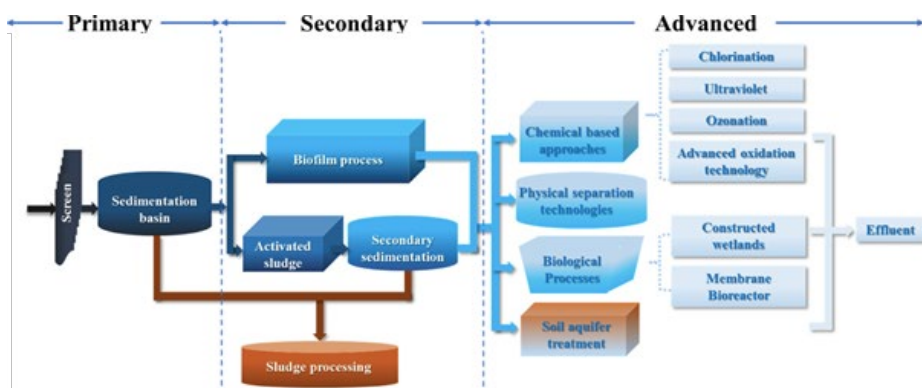 Primary
Secondary
Advanced
Screen
Sedimentation
basin
Biofilm process
Activated
sludge
Secondary
sedimentation
Sludge processing
Chemical based
approaches
Physical separation
technologies
Biological
Processes
Soil aquifer
treatment
Chlorination
Ultraviolet
Ozonation
Advanced oxidation
technology
Constructed
wetlands
Membrane
Bioreactor
Effluent